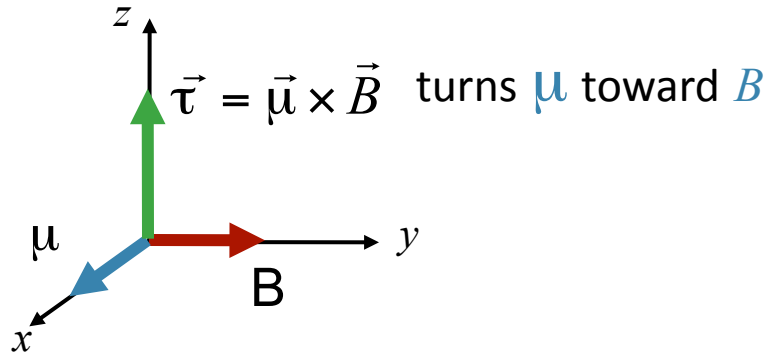 z
τ⃗ = μ⃗ × B⃗ turns μ toward B
μ
y
B
x